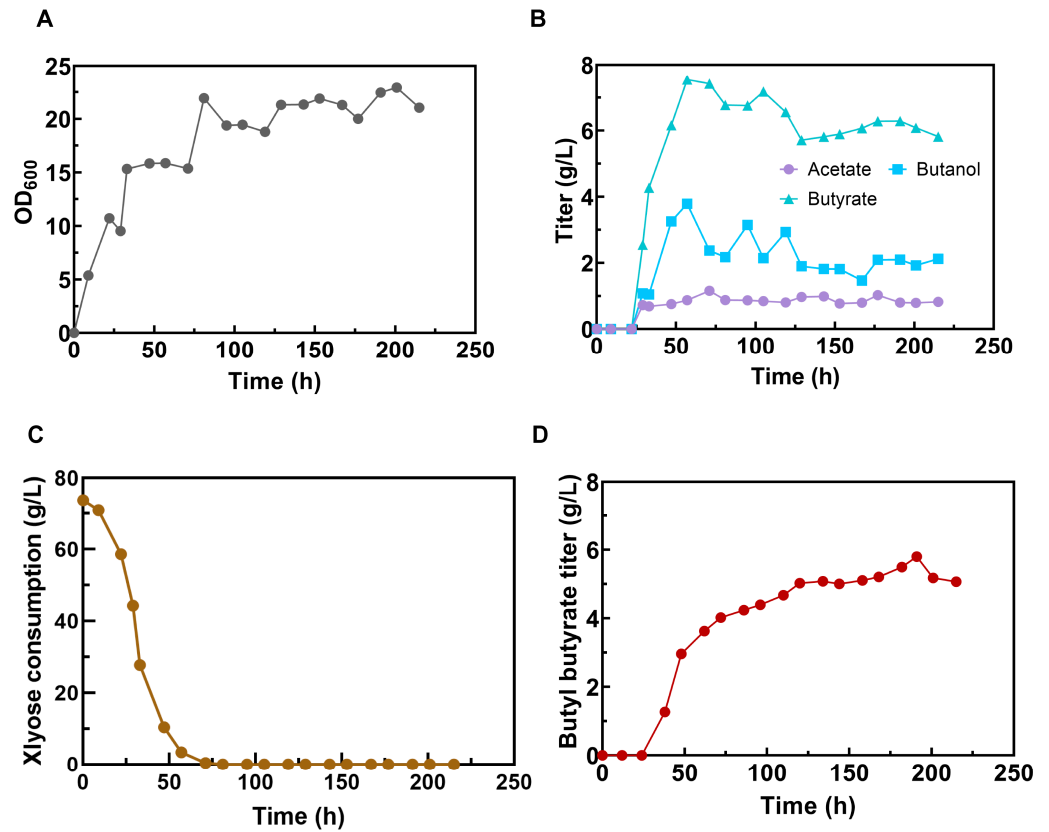 A
25
20
15
10
5
0
OD600
0 50 100 150 200 250
Time (h)
B
8
6
4
2
0
Titer (g/L)
Acetate
Butanol
Butyrate
0 50 100 150 200 250
Time (h)
C
80
60
40
20
0
Xlyose consumption (g/L)
0 50 100 150 200 250
Time (h)
D
8
6
4
2
0
Butyl butyrate titer (g/L)
0 50 100 150 200 250
Time (h)